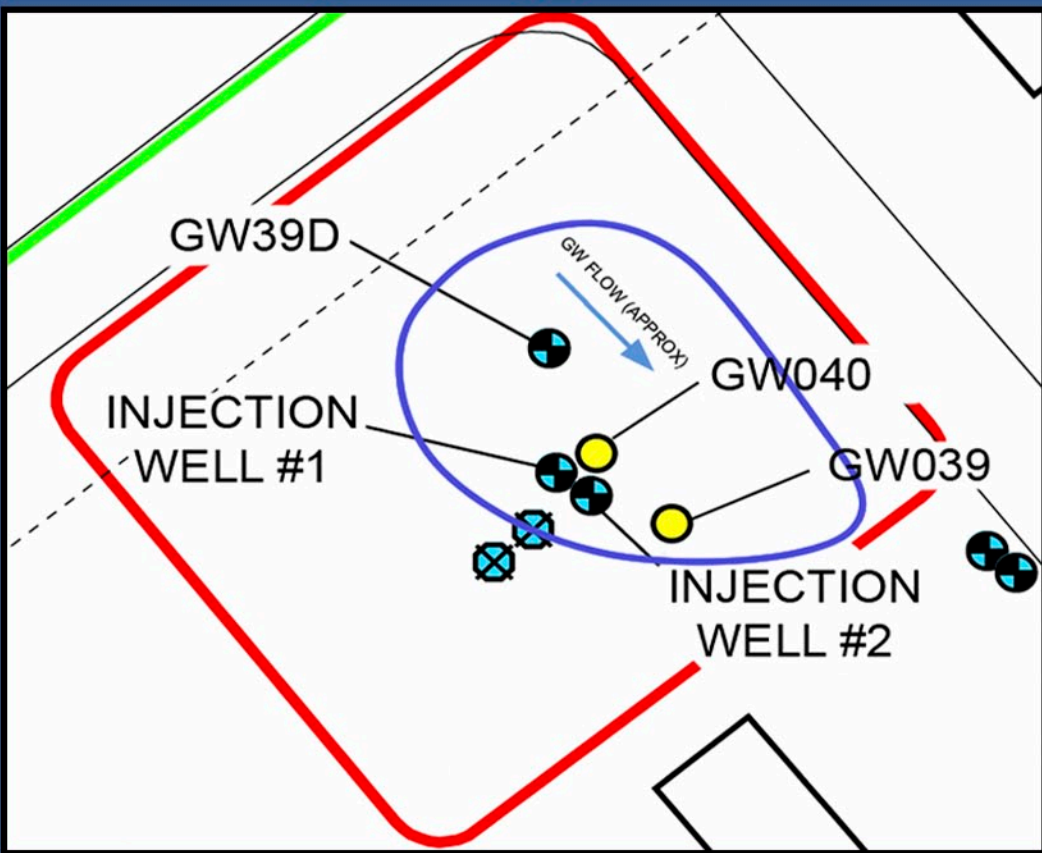 GW39D
GW FLOW (APPROX)
GW040
INJECTION
WELL #1
GW039
INJECTION
WELL #2